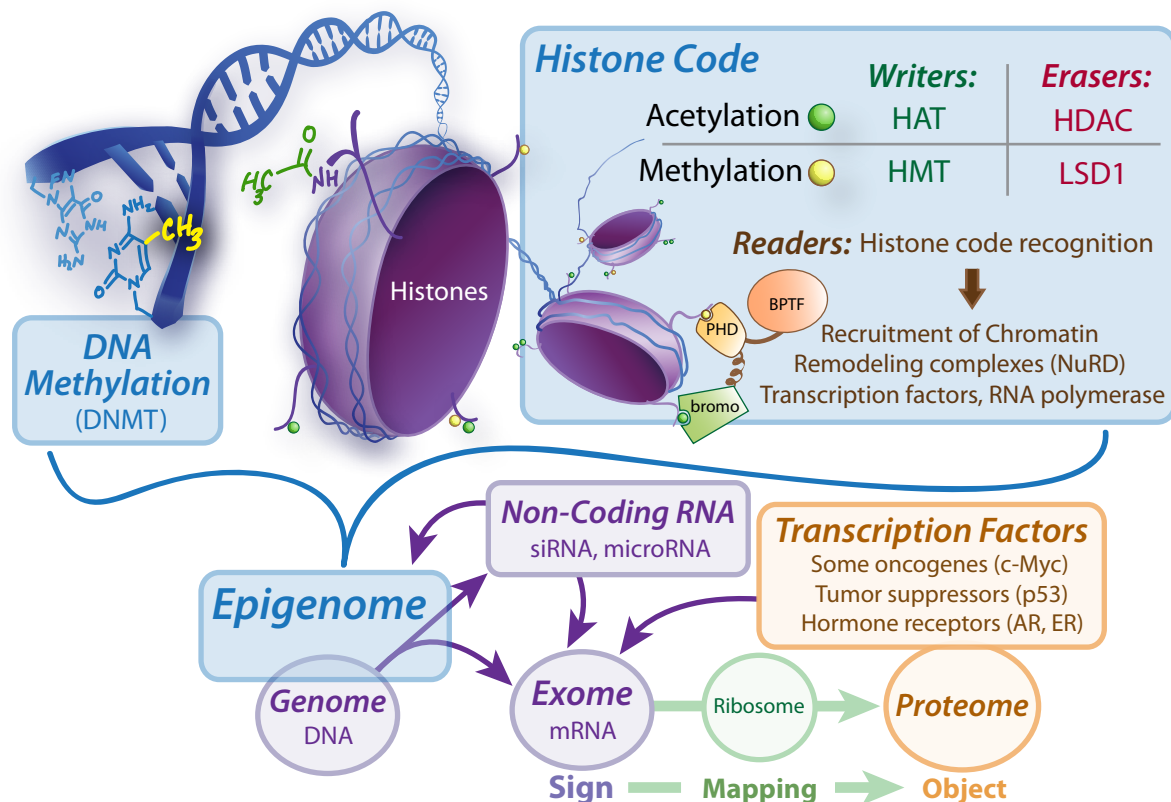 Histone Code
Writers:
Erasers:
Acetylation
HAT
HDAC
Methylation
HMT
LSD1
Readers: Histone code recognition
Recruitment of Chromatin
Remodeling complexes (NuRD)
Transcription factors, RNA polymerase
BPTF
PHD
bromo
Histones
H3C
O
NH
FN
N
O
NH
N
H2N
NH2
N
O
N
CH3
DNA
Methylation
(DNMT)
Non-Coding RNA
siRNA, microRNA
Transcription Factors
Some oncogenes (c-Myc)
Tumor suppressors (p53)
Hormone receptors (AR, ER)
Epigenome
Genome
DNA
Exome
mRNA
Ribosome
Proteome
Sign
Mapping
Object